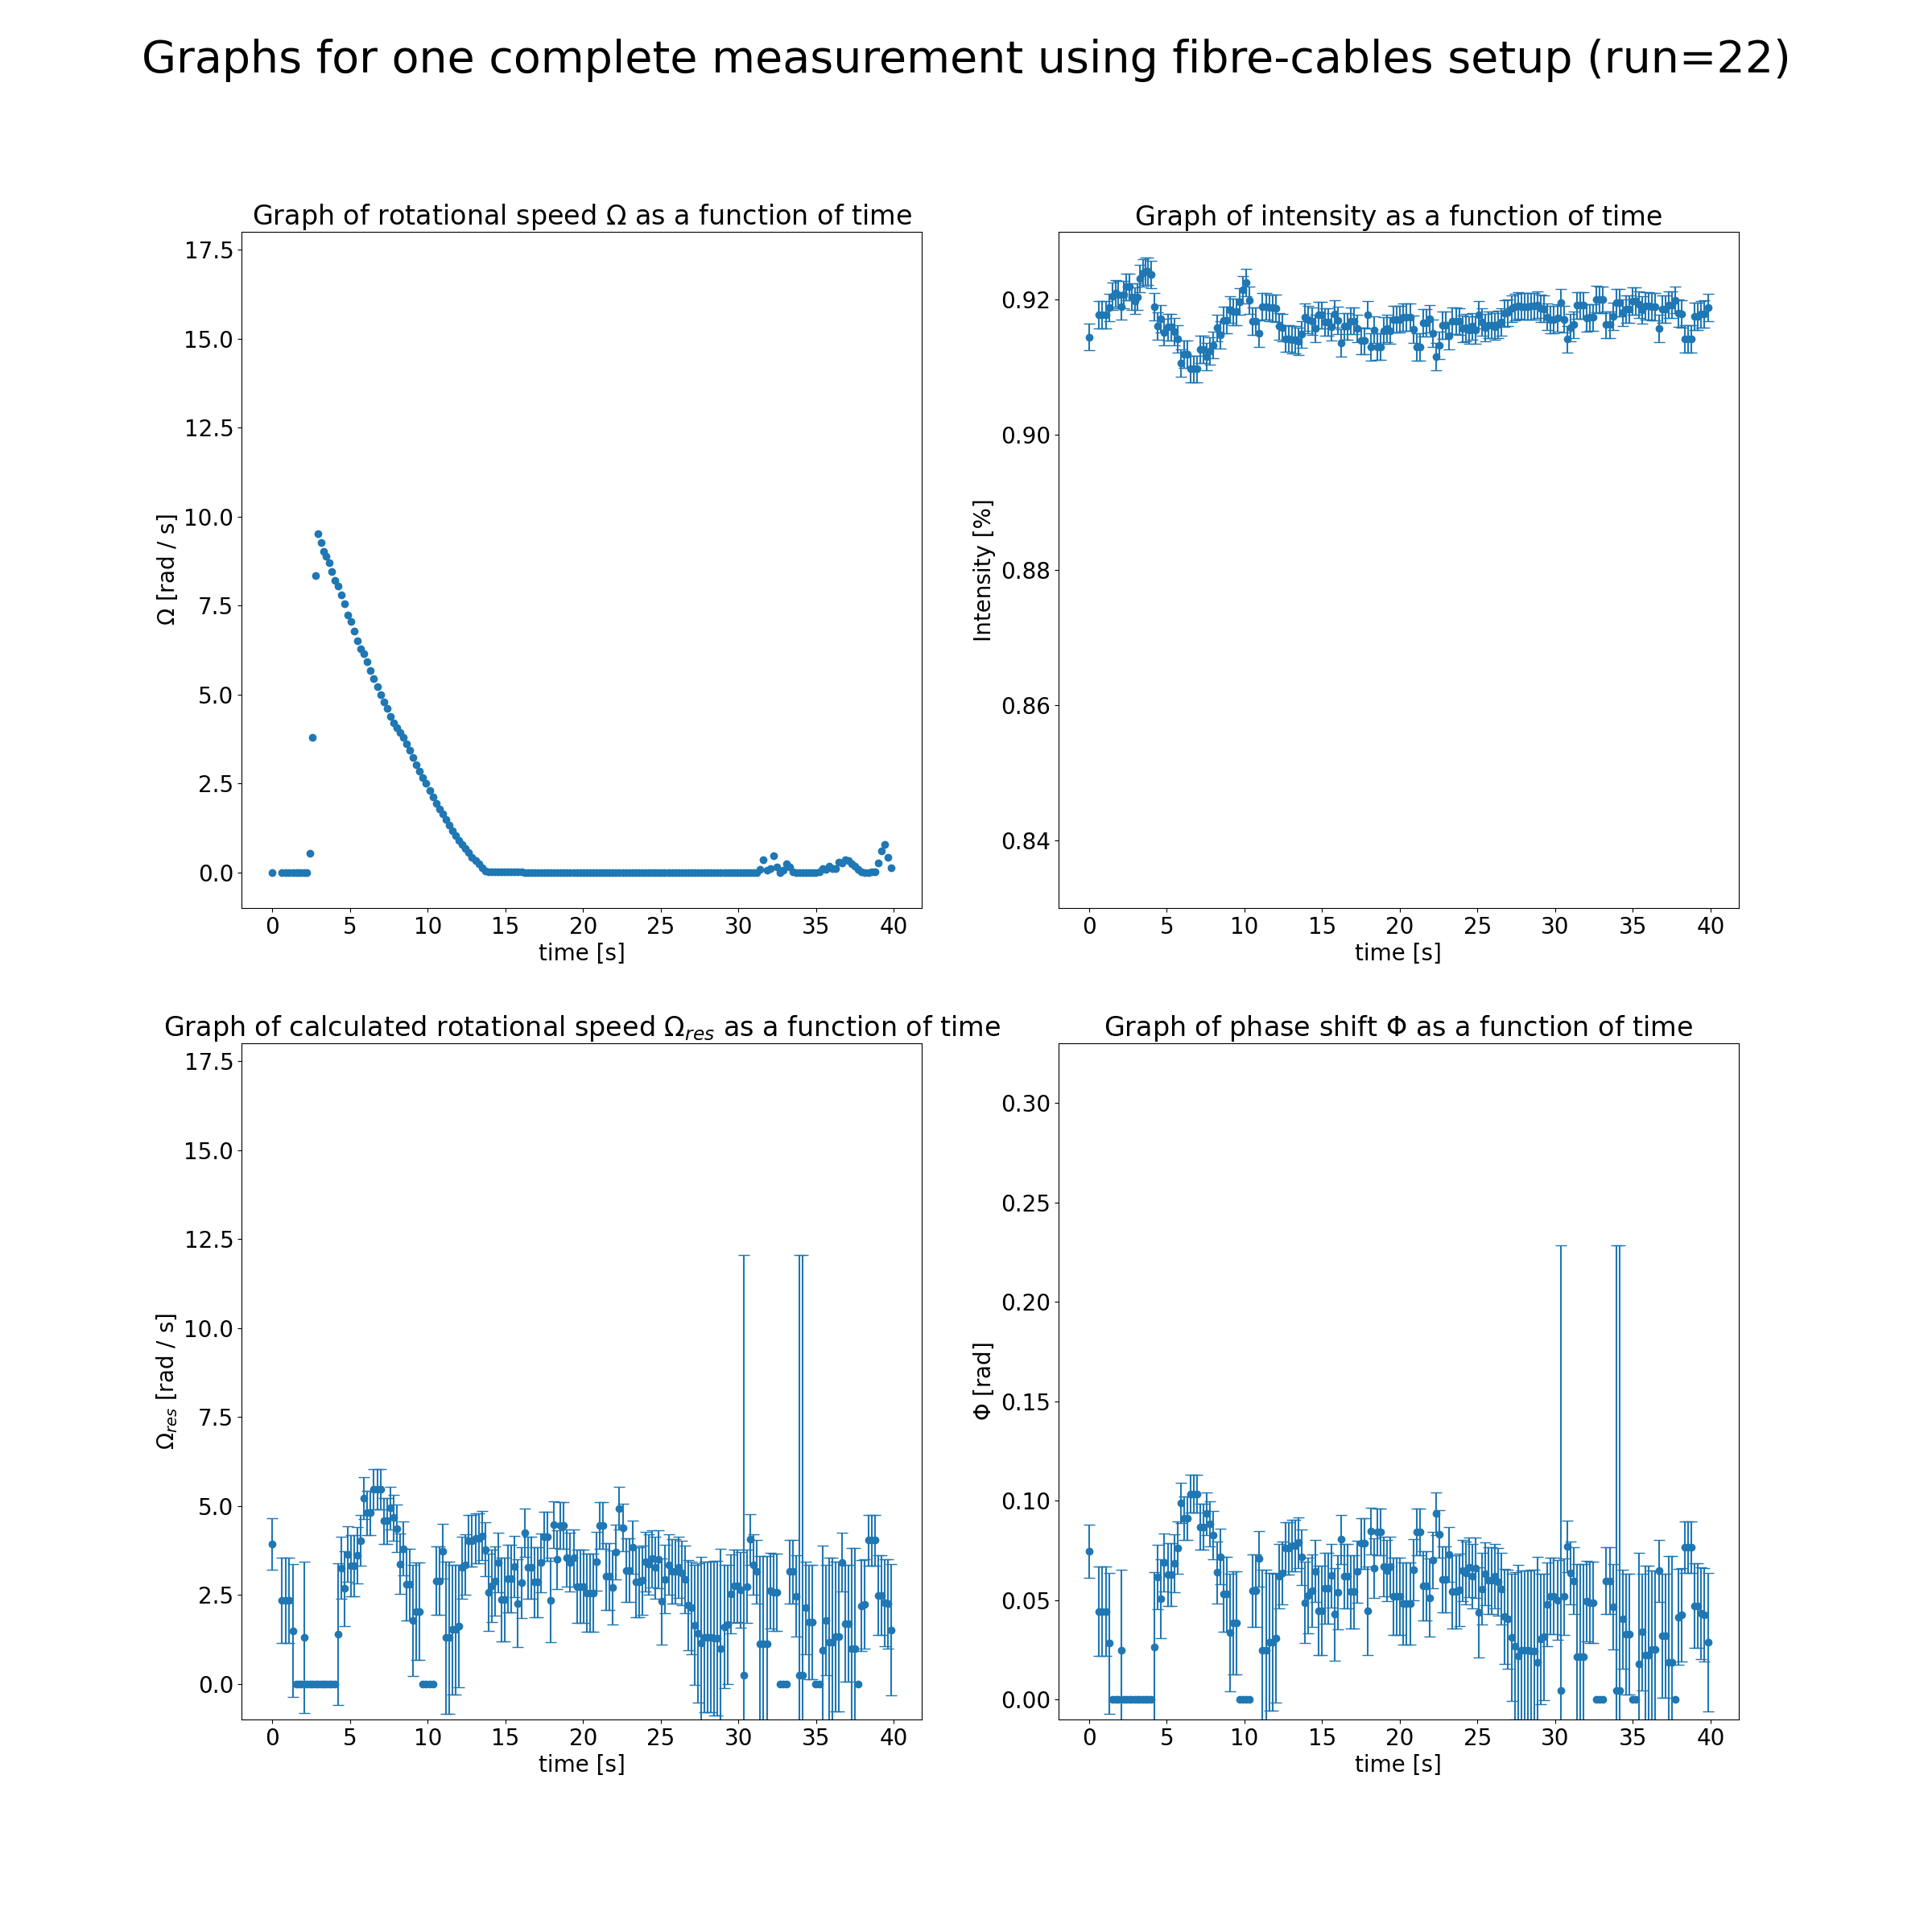 Graphs for one complete measurement using fibre-cables setup (run=22)
Graph of rotational speed Ω as a function of time
17.5
15.0
12.5
10.0
7.5
5.0
2.5
0.0
Ω [rad / s]
0 5 10 15 20 25 30 35 40
time [s]
Graph of intensity as a function of time
0.92
0.90
0.88
0.86
0.84
Intensity [%]
0 5 10 15 20 25 30 35 40
time [s]
Graph of calculated rotational speed Ω_res as a function of time
17.5
15.0
12.5
10.0
7.5
5.0
2.5
0.0
Ω_res [rad / s]
0 5 10 15 20 25 30 35 40
time [s]
Graph of phase shift Φ as a function of time
0.30
0.25
0.20
0.15
0.10
0.05
0.00
Φ [rad]
0 5 10 15 20 25 30 35 40
time [s]